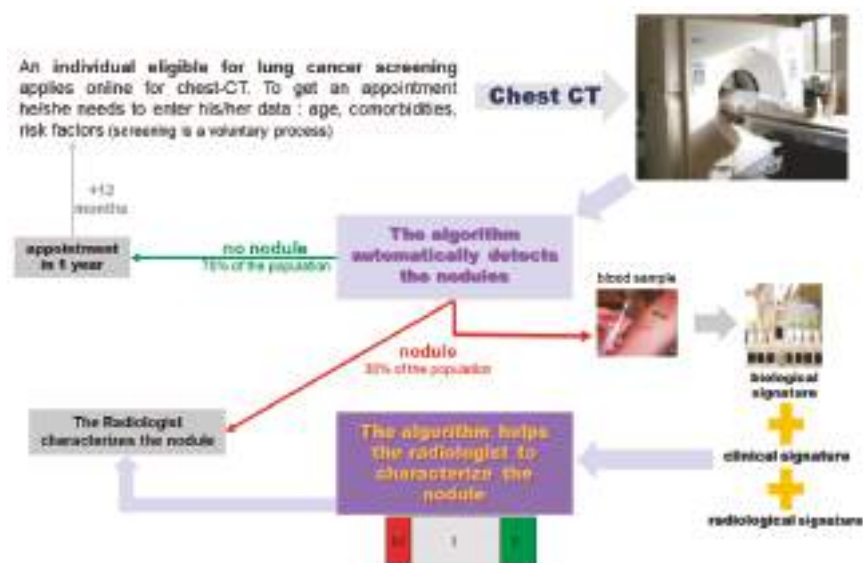 An individual eligible for lung cancer screening
applies online for chest-CT. To get an appointment
he/she needs to enter his/her data : age, comorbidities,
risk factors (screening is a voluntary process)
Chest CT
+12
months
The algorithm
automatically detects
the nodules
no nodule
70% of the population
appointment
in 1 year
blood sample
nodule
30% of the population
biological
signature
The Radiologist
characterizes the nodule
The algorithm helps
the radiologist to
characterize the
nodule
clinical signature
radiological signature
I